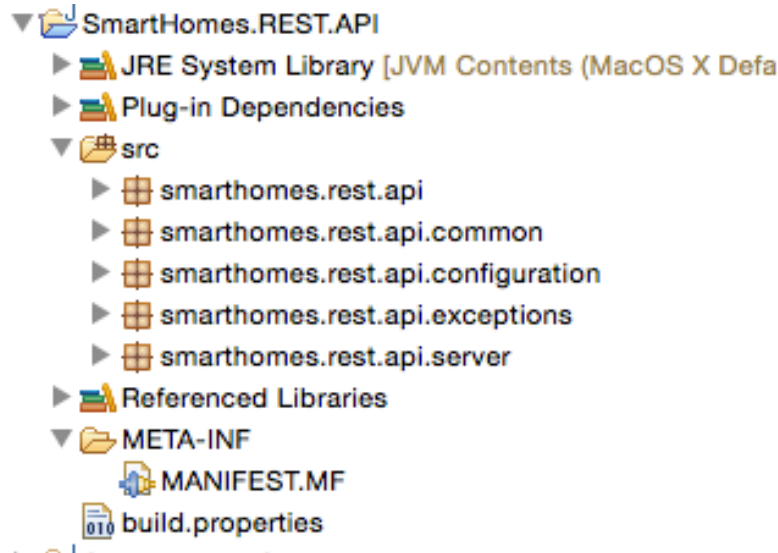 SmartHomes.REST.API
JRE System Library [JVM Contents (MacOS X Defa
Plug-in Dependencies
src
smarthomes.rest.api
smarthomes.rest.api.common
smarthomes.rest.api.configuration
smarthomes.rest.api.exceptions
smarthomes.rest.api.server
Referenced Libraries
META-INF
MANIFEST.MF
build.properties